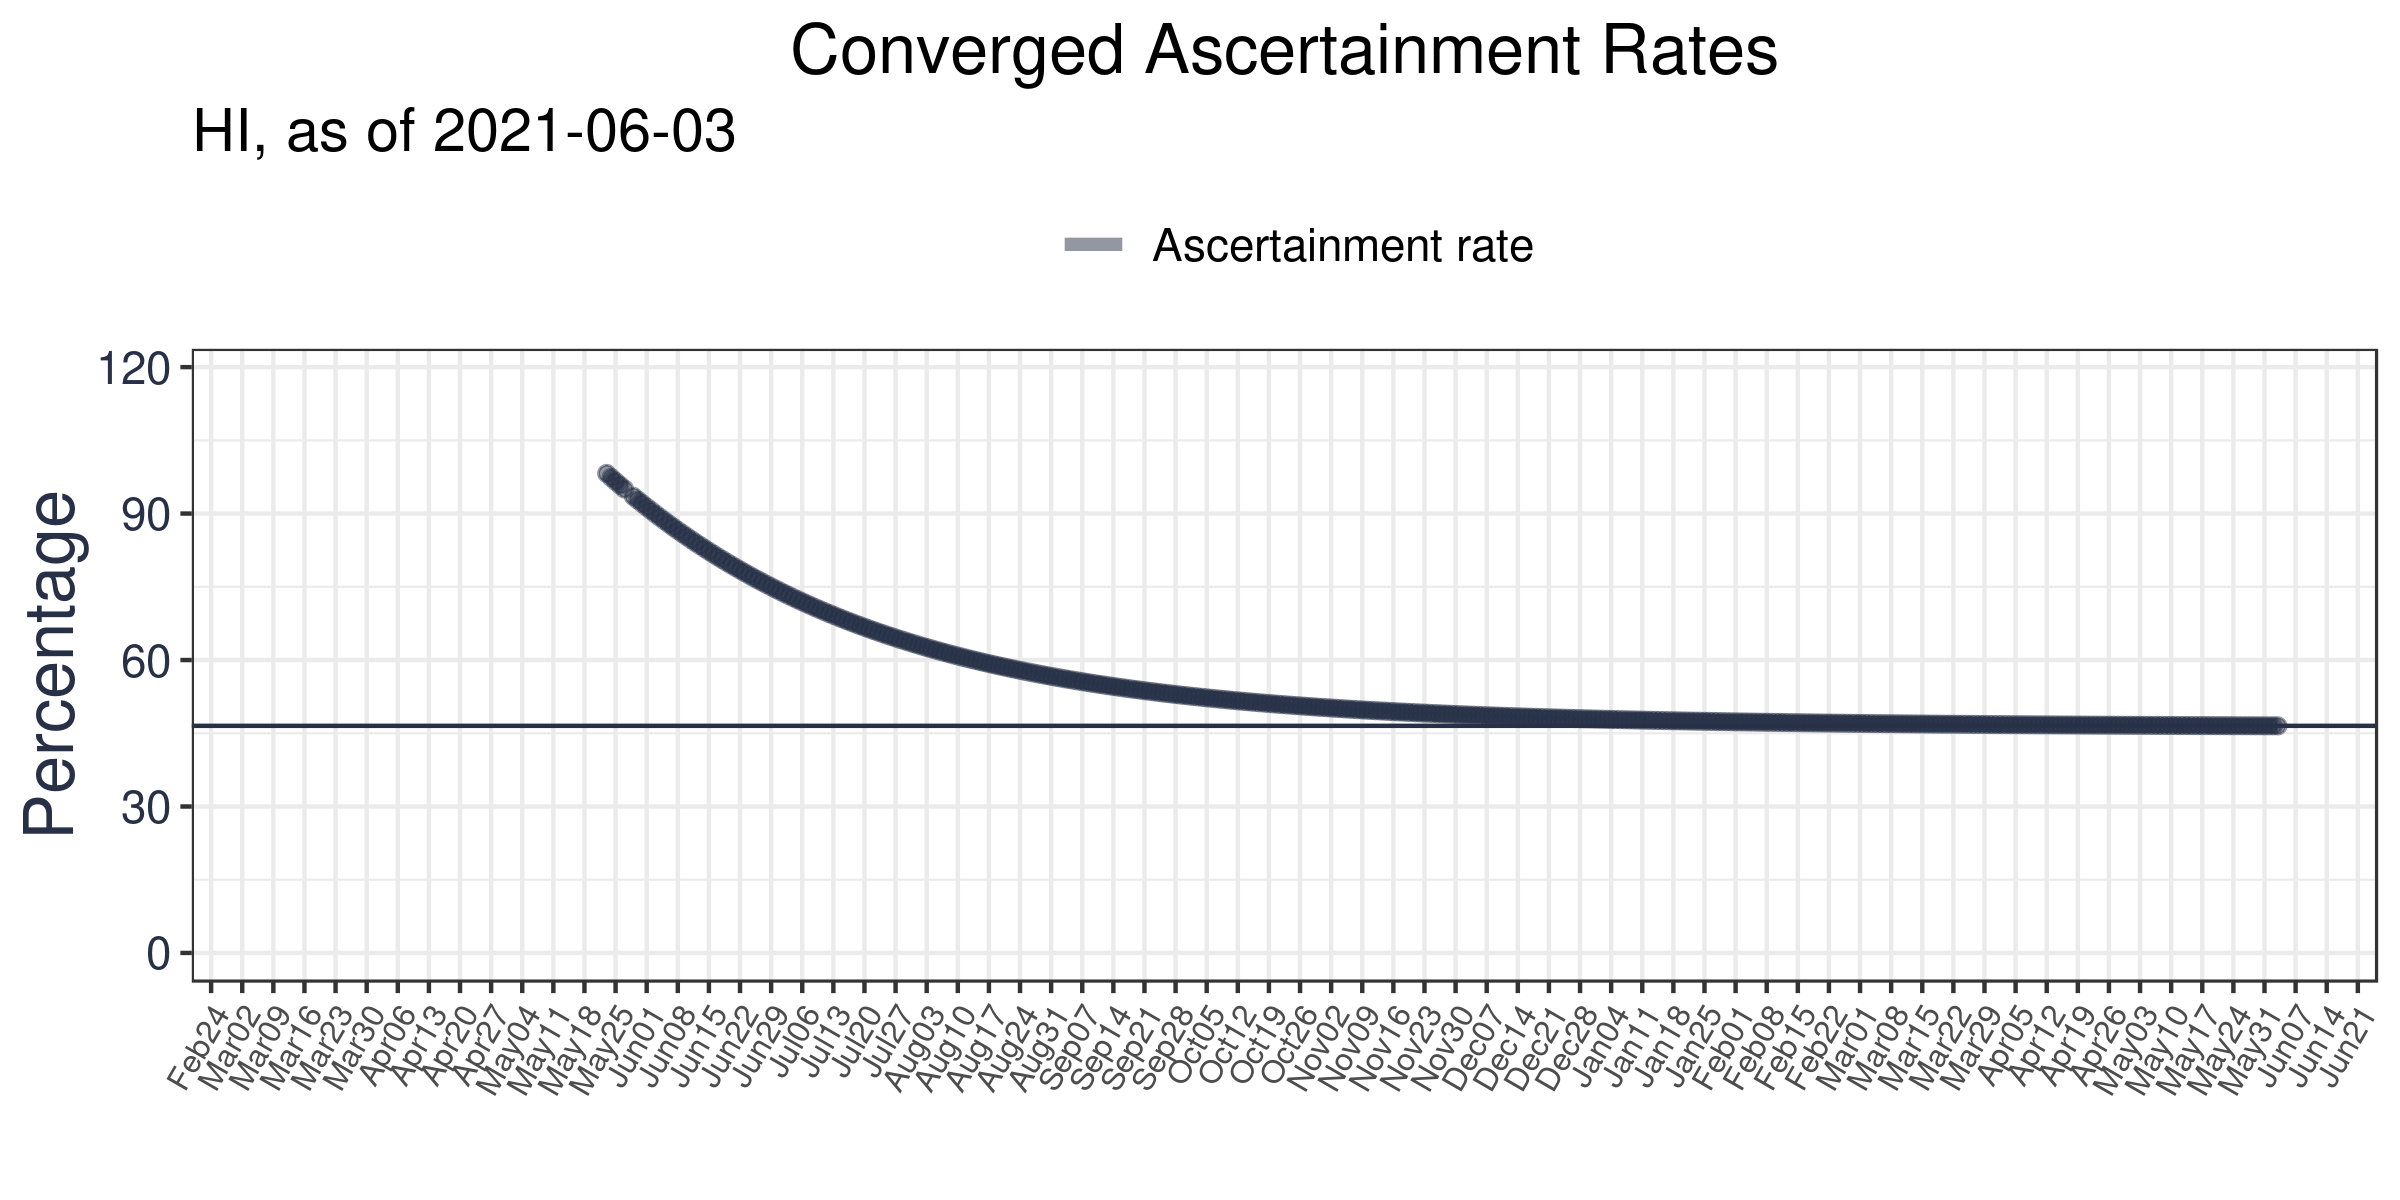 Converged Ascertainment Rates
HI, as of 2021-06-03
Ascertainment rate
Percentage
120
90
60
30
0
Feb24 Mar02 Mar09 Mar16 Mar23 Mar30 Apr06 Apr13 Apr20 Apr27 May04 May11 May18 May25 Jun01 Jun08 Jun15 Jun22 Jun29 Jul06 Jul13 Jul20 Jul27 Aug03 Aug10 Aug17 Aug24 Aug31 Sep07 Sep14 Sep21 Sep28 Oct05 Oct12 Oct19 Oct26 Nov02 Nov09 Nov16 Nov23 Nov30 Dec07 Dec14 Dec21 Dec28 Jan04 Jan11 Jan18 Jan25 Feb01 Feb08 Feb15 Feb22 Mar01 Mar08 Mar15 Mar22 Mar29 Apr05 Apr12 Apr19 Apr26 May03 May10 May17 May24 May31 Jun07 Jun14 Jun21